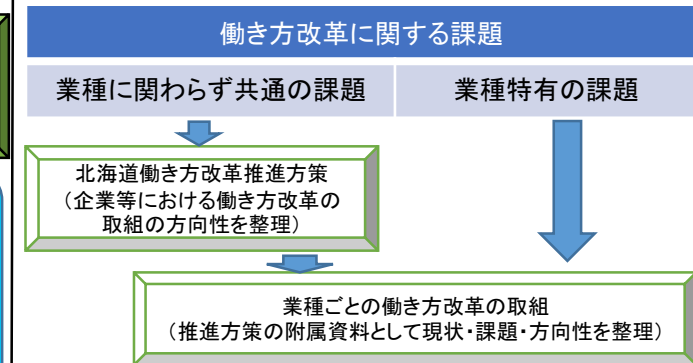 働き方改革に関する課題
業種に関わらず共通の課題
業種特有の課題
北海道働き方改革推進方策
（企業等における働き方改革の
取組の方向性を整理）
業種ごとの働き方改革の取組
（推進方策の附属資料として現状・課題・方向性を整理）